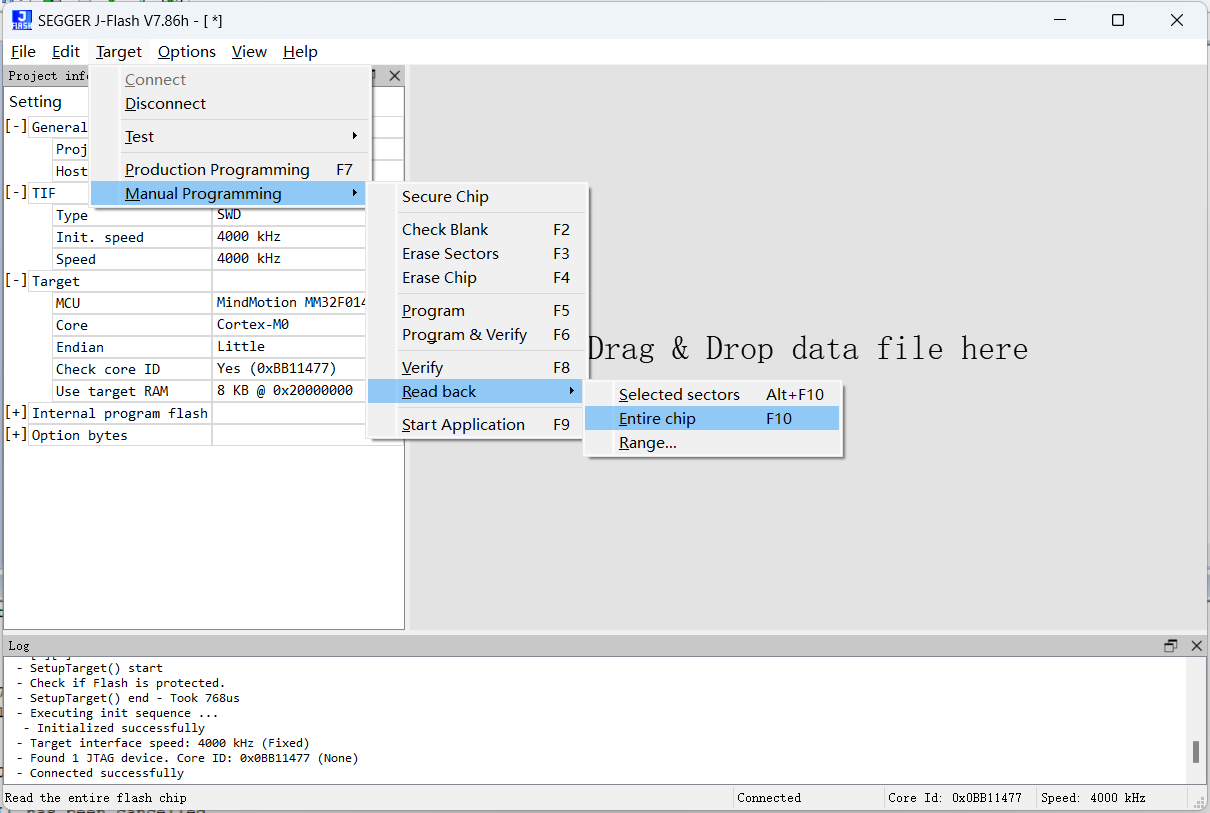 SEGGER J-Flash V7.86h - [ *]
File Edit Target Options View Help
Project inf
Setting
[-] General
Proj
Host
[-] TIF
Type SWD
Init. speed 4000 kHz
Speed 4000 kHz
[-] Target
MCU MindMotion MM32F014
Core Cortex-M0
Endian Little
Check core ID Yes (0xBB11477)
Use target RAM 8 KB @ 0x20000000
[+] Internal program flash
[+] Option bytes
Connect
Disconnect
Test
Production Programming F7
Manual Programming
Secure Chip
Check Blank F2
Erase Sectors F3
Erase Chip F4
Program F5
Program & Verify F6
Verify F8
Read back
Start Application F9
Selected sectors Alt+F10
Entire chip F10
Range...
Drag & Drop data file here
Log
- SetupTarget() start
- Check if Flash is protected.
- SetupTarget() end - Took 768us
- Executing init sequence ...
- Initialized successfully
- Target interface speed: 4000 kHz (Fixed)
- Found 1 JTAG device. Core ID: 0x0BB11477 (None)
- Connected successfully
Read the entire flash chip Connected Core Id: 0x0BB11477 Speed: 4000 kHz